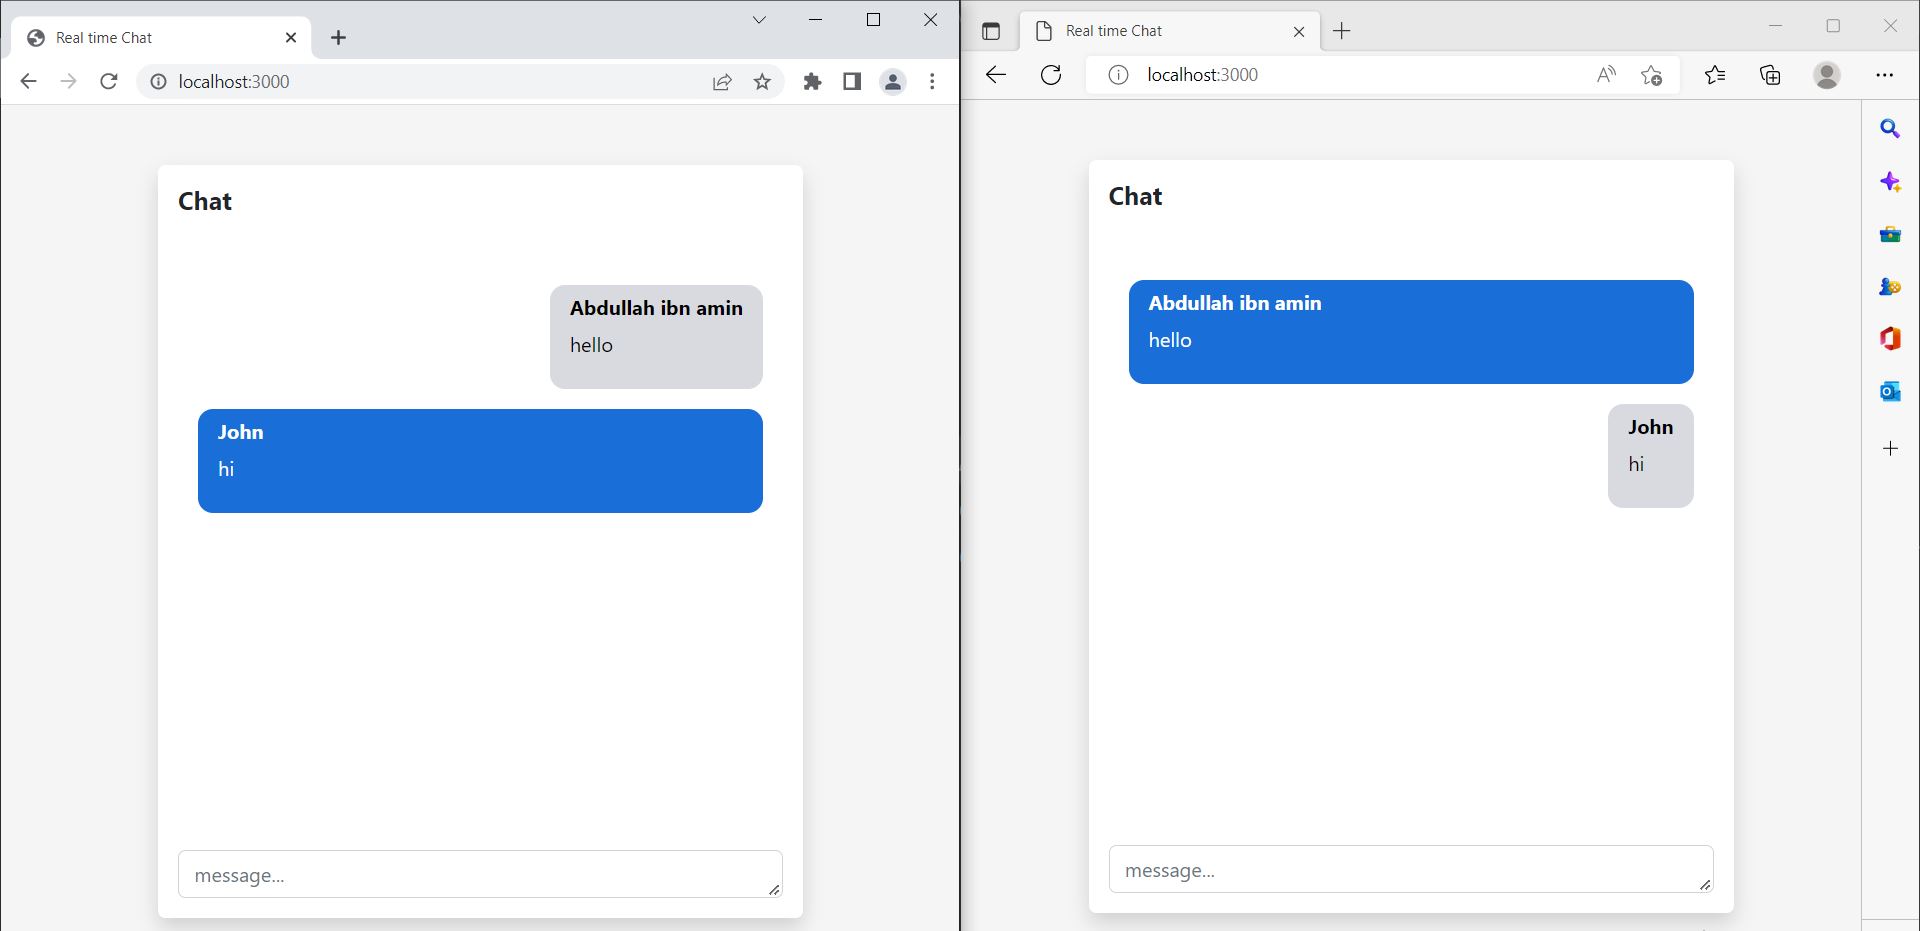 Real time Chat
localhost:3000
Chat
Abdullah ibn amin
hello
John
hi
message...
Real time Chat
localhost:3000
Chat
Abdullah ibn amin
hello
John
hi
message...